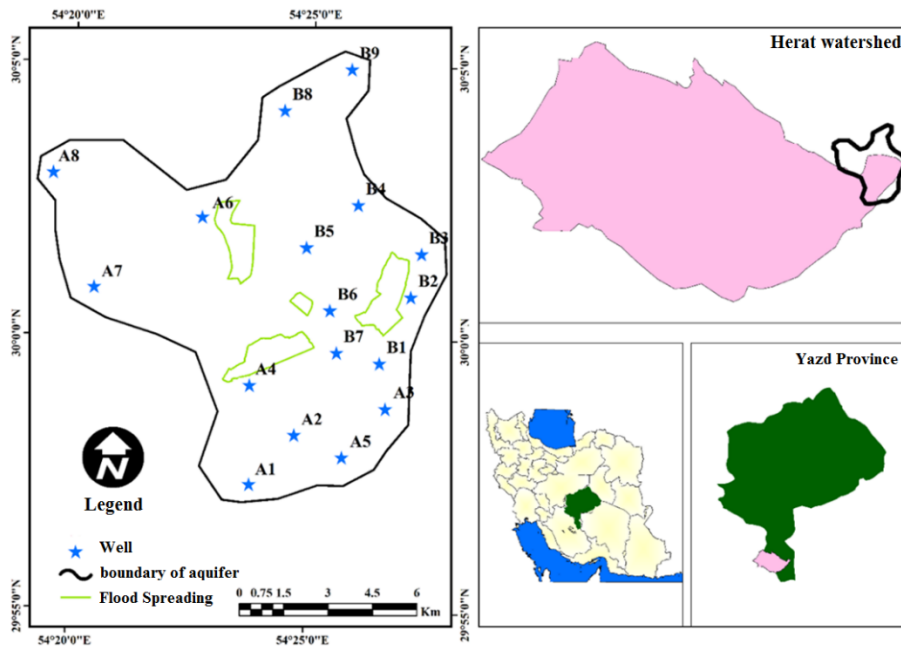 54°20'0"E
54°25'0"E
30°5'0"N
30°0'0"N
29°55'0"N
B9
B8
A8
B4
A6
B5
B3
A7
B2
B6
B7
B1
A4
A3
A2
A5
A1
N
Legend
Well
boundary of aquifer
Flood Spreading
0 0.75 1.5 3 4.5 6
Km
54°20'0"E
54°25'0"E
Herat watershed
30°5'0"N
30°0'0"N
29°55'0"N
Yazd Province